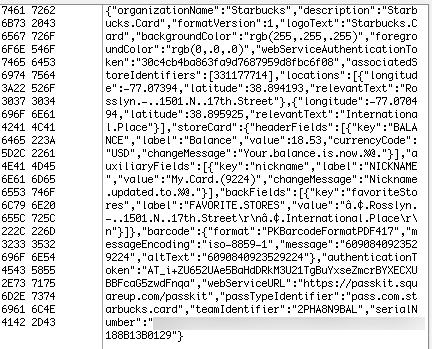 7461 7262 {"organizationName":"Starbucks","description":"Starb
6B73 2043 ucks.Card","formatVersion":1,"logoText":"Starbucks.C
6567 726F ard","backgroundColor":"rgb(255,.255,.255)","foregro
6F6E 546F undColor":"rgb(0,.0,.0)","webServiceAuthenticationTo
7465 6453 ken":"30c4cb4ba863fa9d7687959d8fbc6f08","associatedS
6974 7564 toreIdentifiers":[331177714],"locations":[{"longitud
3A22 526F e":-77.07394,"latitude":38.894193,"relevantText":"Ro
3037 3034 sslyn.–..1501.N..17th.Street"},{"longitude":-77.0704
696F 6E61 94,"latitude":38.895925,"relevantText":"Internationa
4241 4C41 l.Place"}],"storeCard":{"headerFields":[{"key":"BALA
6465 223A NCE","label":"Balance","value":18.53,"currencyCode":
5D2C 2261 "USD","changeMessage":"Your.balance.is.now.%@."}],"a
4E41 4D45 uxiliaryFields":[{"key":"nickname","label":"NICKNAME
6E61 6D65 ","value":"My.Card.(9224)","changeMessage":"Nickname
6553 746F .updated.to.%@."}],"backFields":[{"key":"favoriteSto
6C79 6E20 res","label":"FAVORITE.STORES","value":"â.¢.Rosslyn.
655C 725C –..1501.N..17th.Street\r\nâ.¢.International.Place\r\
222C 226D n"}]},"barcode":{"format":"PKBarcodeFormatPDF417","m
3233 3532 essageEncoding":"iso-8859-1","message":"609084092352
696F 6E54 9224","altText":"6090840923529224"},"authenticationT
4543 5855 oken":"AT_i+ZU652UAe5BaHdDRkM3U21TgBuYxseZmcrBYXECXU
2E73 7175 BBFcaG5zwdFnqa","webServiceURL":"https://passkit.squ
6D2E 7374 areup.com/passkit","passTypeIdentifier":"pass.com.st
6961 6C4E arbucks.card","teamIdentifier":"2PHA8N9BAL","serialN
4142 2D43 umber":"
188B13B0129"}